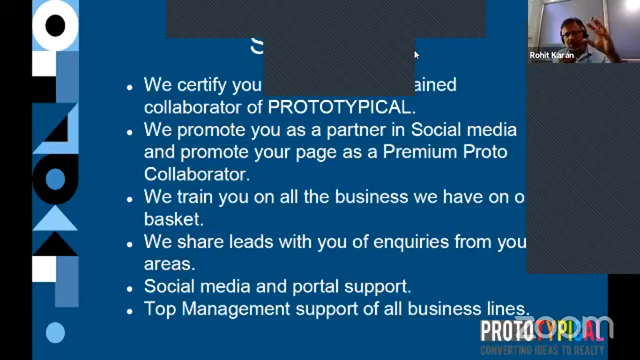 S
Rohit Karan
• We certify you ained
collaborator of PROTOTYPICAL.
• We promote you as a partner in Social media
and promote your page as a Premium Proto
Collaborator.
• We train you on all the business we have on o
basket.
• We share leads with you of enquiries from you
areas.
• Social media and portal support.
• Top Management support of all business lines.
zoom
PROTOTYPICAL
CONVERTING IDEAS TO REALTY